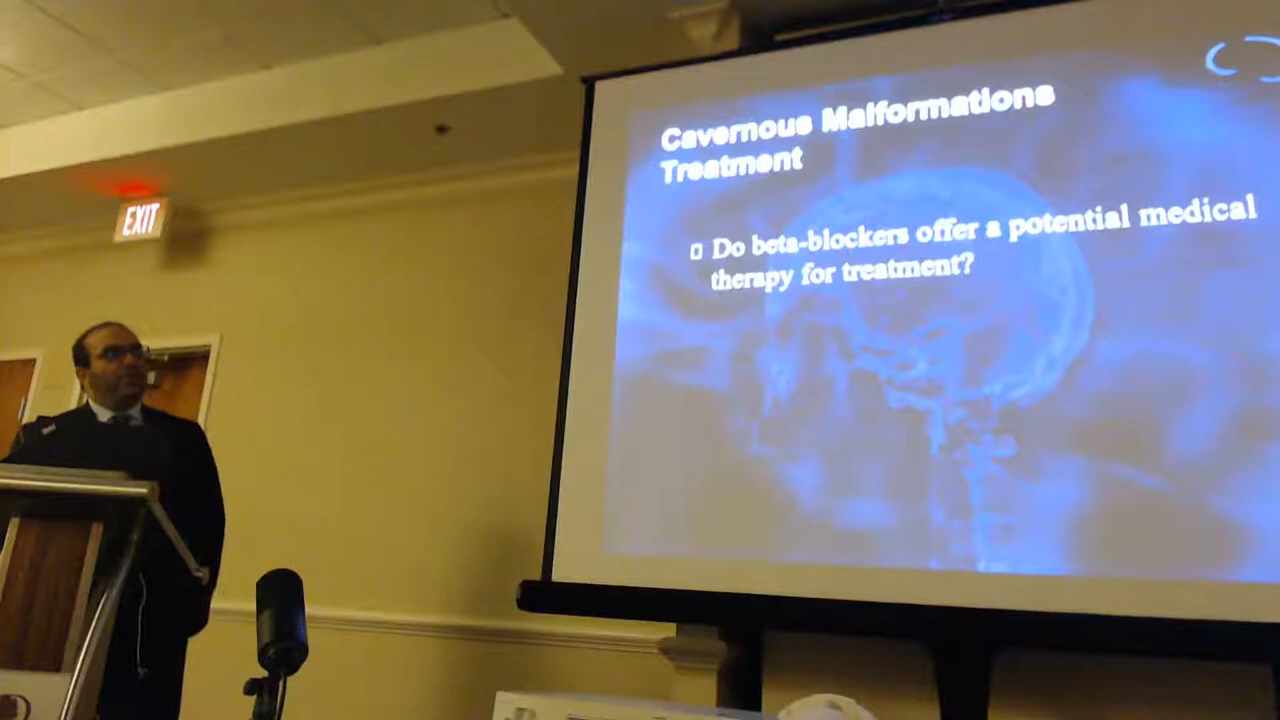 EXIT
Cavernous Malformations
Treatment
▯ Do beta-blockers offer a potential medical
therapy for treatment?